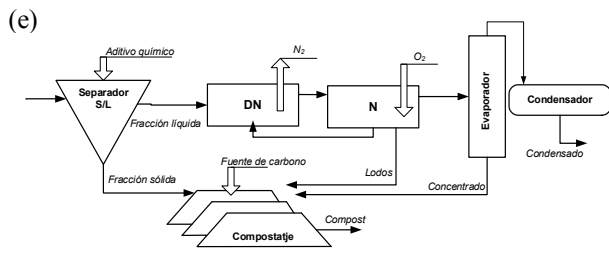 (e)
Aditivo químico
Separador
S/L
Fracción líquida
Fracción sólida
DN
N₂
N
O₂
Evaporador
Condensador
Condensado
Lodos
Concentrado
Fuente de carbono
Compostaje
Compost